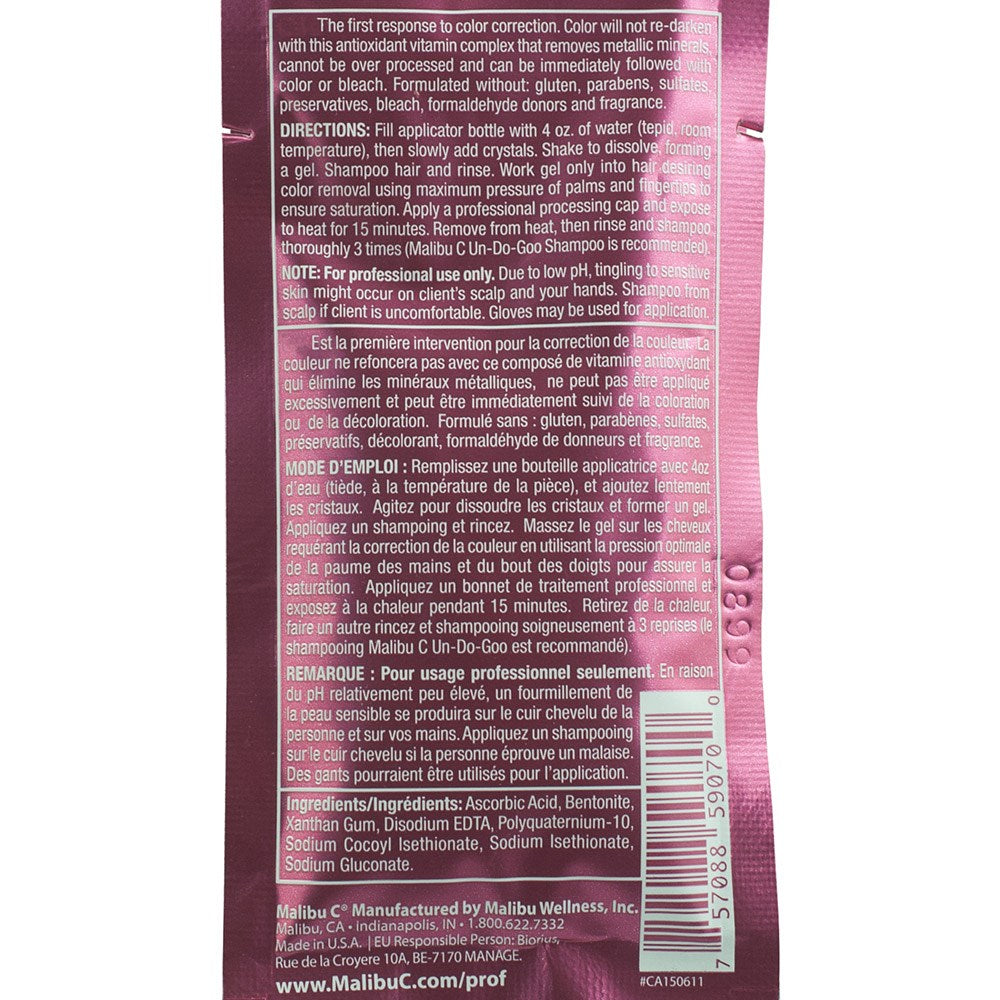 The first response to color correction. Color will not re-darken
with this antioxidant vitamin complex that removes metallic minerals,
cannot be over processed and can be immediately followed with
color or bleach. Formulated without: gluten, parabens, sulfates,
preservatives, bleach, formaldehyde donors and fragrance.
DIRECTIONS: Fill applicator bottle with 4 oz. of water (tepid, room
temperature), then slowly add crystals. Shake to dissolve, forming
a gel. Shampoo hair and rinse. Work gel only into hair desiring
color removal using maximum pressure of palms and fingertips to
ensure saturation. Apply a professional processing cap and expose
to heat for 15 minutes. Remove from heat, then rinse and shampoo
thoroughly 3 times (Malibu C Un-Do-Goo Shampoo is recommended).
NOTE: For professional use only. Due to low pH, tingling to sensitive
skin might occur on client's scalp and your hands. Shampoo from
scalp if client is uncomfortable. Gloves may be used for application.
Est la première intervention pour la correction de la couleur. La
couleur ne refoncera pas avec ce composé de vitamine antioxydant
qui élimine les minéraux métalliques, ne peut pas être appliqué
excessivement et peut être immédiatement suivi de la coloration
ou de la décoloration. Formulé sans : gluten, parabènes, sulfates,
préservatifs, décolorant, formaldéhyde de donneurs et fragrance.
MODE D'EMPLOI : Remplissez une bouteille applicatrice avec 4oz
d'eau (tiède, à la température de la pièce), et ajoutez lentement
les cristaux. Agitez pour dissoudre les cristaux et former un gel.
Appliquez un shampoing et rincez. Massez le gel sur les cheveux
requérant la correction de la couleur en utilisant la pression optimale
de la paume des mains et du bout des doigts pour assurer la
saturation. Appliquez un bonnet de traitement professionnel et
exposez à la chaleur pendant 15 minutes. Retirez de la chaleur,
faire un autre rincez et shampooing soigneusement à 3 reprises (le
shampooing Malibu C Un-Do-Goo est recommandé).
REMARQUE : Pour usage professionnel seulement. En raison
du pH relativement peu élevé, un fourmillement de
la peau sensible se produira sur le cuir chevelu de la
personne et sur vos mains. Appliquez un shampooing
sur le cuir chevelu si la personne éprouve un malaise.
Des gants pourraient être utilisés pour l'application.
Ingredients/Ingrédients: Ascorbic Acid, Bentonite,
Xanthan Gum, Disodium EDTA, Polyquaternium-10,
Sodium Cocoyl Isethionate, Sodium Isethionate,
Sodium Gluconate.
Malibu C® Manufactured by Malibu Wellness, Inc.
Malibu, CA • Indianapolis, IN • 1.800.622.7332
Made in U.S.A. | EU Responsible Person: Biorius,
Rue de la Croyere 10A, BE-7170 MANAGE.
www.MalibuC.com/prof
#CA150611
7 57088 59070 0
0899